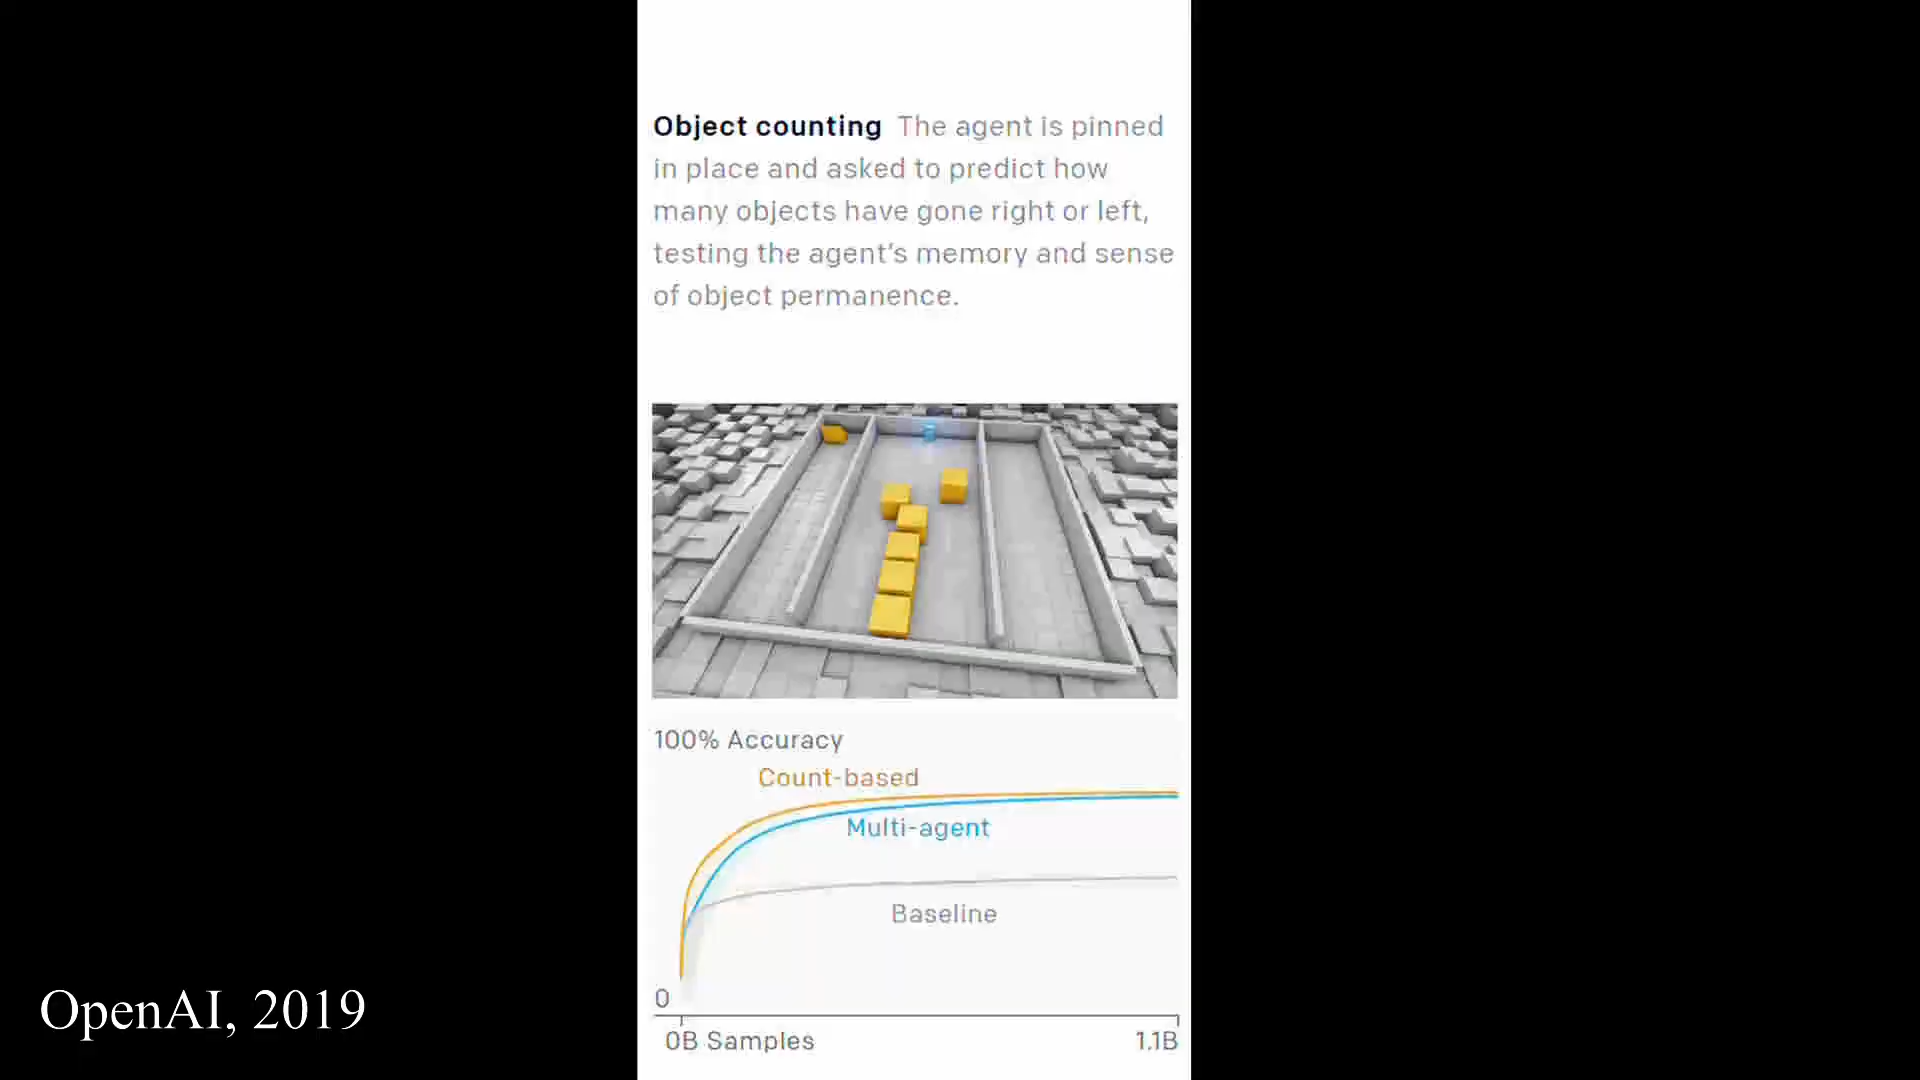 Object counting The agent is pinned
in place and asked to predict how
many objects have gone right or left,
testing the agent's memory and sense
of object permanence.
100% Accuracy
Count-based
Multi-agent
Baseline
0
0B Samples
1.1B
OpenAI, 2019